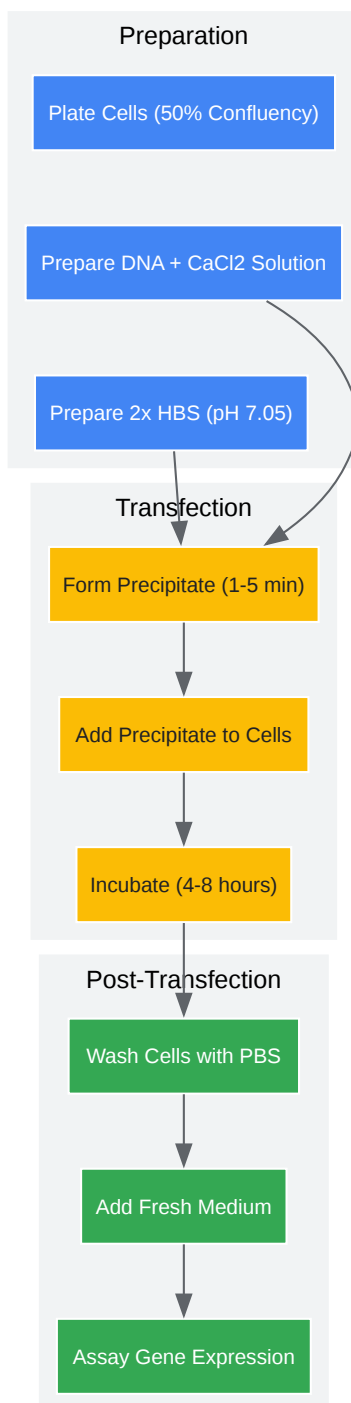 Preparation
Plate Cells (50% Confluency)
Prepare DNA + CaCl2 Solution
Prepare 2x HBS (pH 7.05)
Transfection
Form Precipitate (1-5 min)
Add Precipitate to Cells
Incubate (4-8 hours)
Post-Transfection
Wash Cells with PBS
Add Fresh Medium
Assay Gene Expression